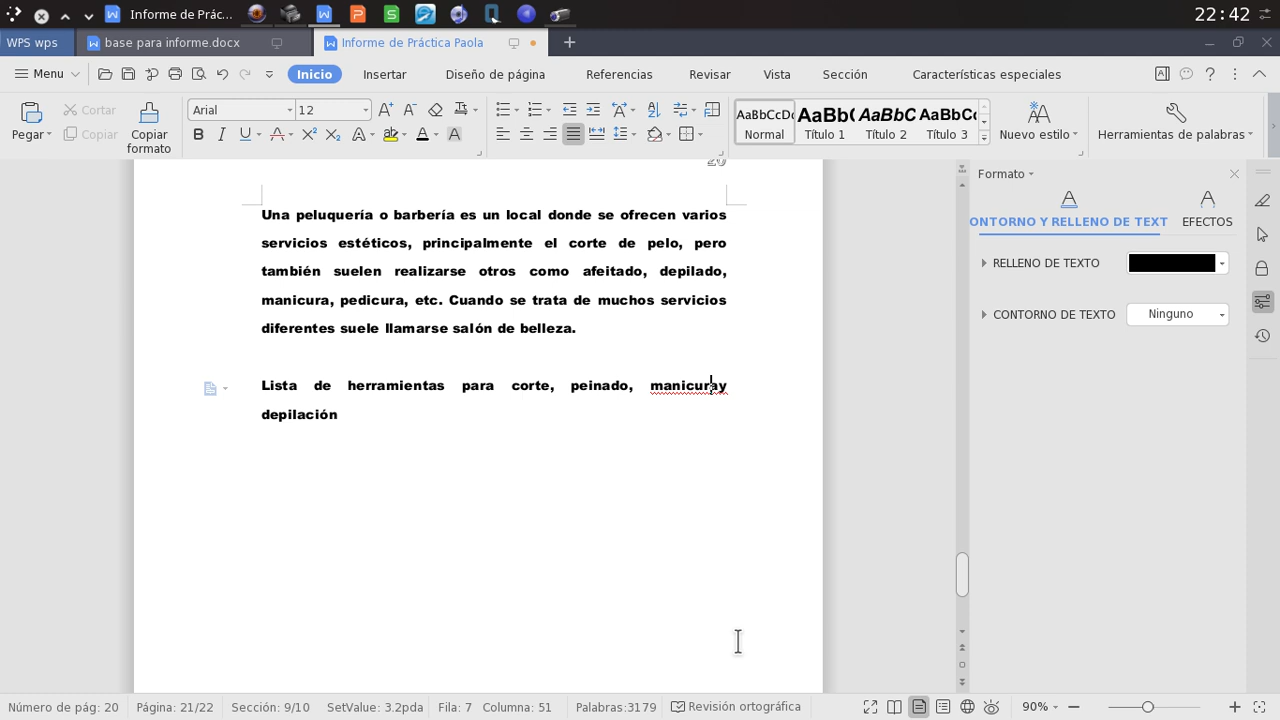 Informe de Prác...
22:42
WPS wps
base para informe.docx
Informe de Práctica Paola
Menu
Inicio
Insertar
Diseño de página
Referencias
Revisar
Vista
Sección
Características especiales
Pegar
Cortar
Copiar
Copiar formato
Arial
12
AaBbCcDc
Normal
AaBb(
Título 1
AaBbC
Título 2
AaBbCc
Título 3
Nuevo estilo
Herramientas de palabras
20
Una peluquería o barbería es un local donde se ofrecen varios
servicios estéticos, principalmente el corte de pelo, pero
también suelen realizarse otros como afeitado, depilado,
manicura, pedicura, etc. Cuando se trata de muchos servicios
diferentes suele llamarse salón de belleza.
Lista de herramientas para corte, peinado, manicuray
depilación
Formato
ONTORNO Y RELLENO DE TEXT
EFECTOS
RELLENO DE TEXTO
CONTORNO DE TEXTO
Ninguno
Número de pág: 20
Página: 21/22
Sección: 9/10
SetValue: 3.2pda
Fila: 7
Columna: 51
Palabras:3179
Revisión ortográfica
90%